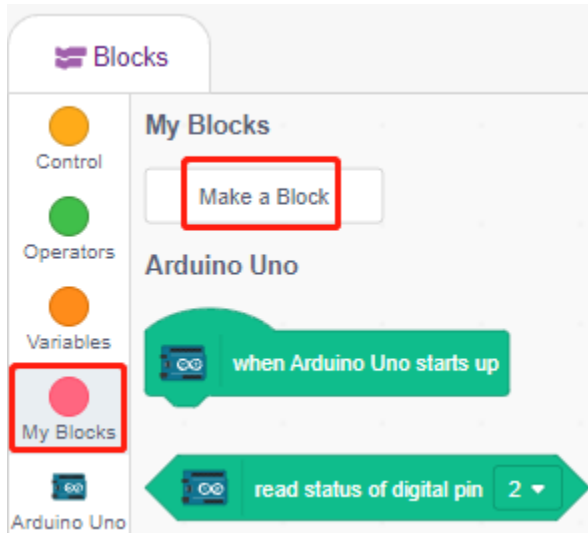 Blocks
Control
Operators
Variables
My Blocks
Arduino Uno
My Blocks
Make a Block
Arduino Uno
when Arduino Uno starts up
read status of digital pin 2